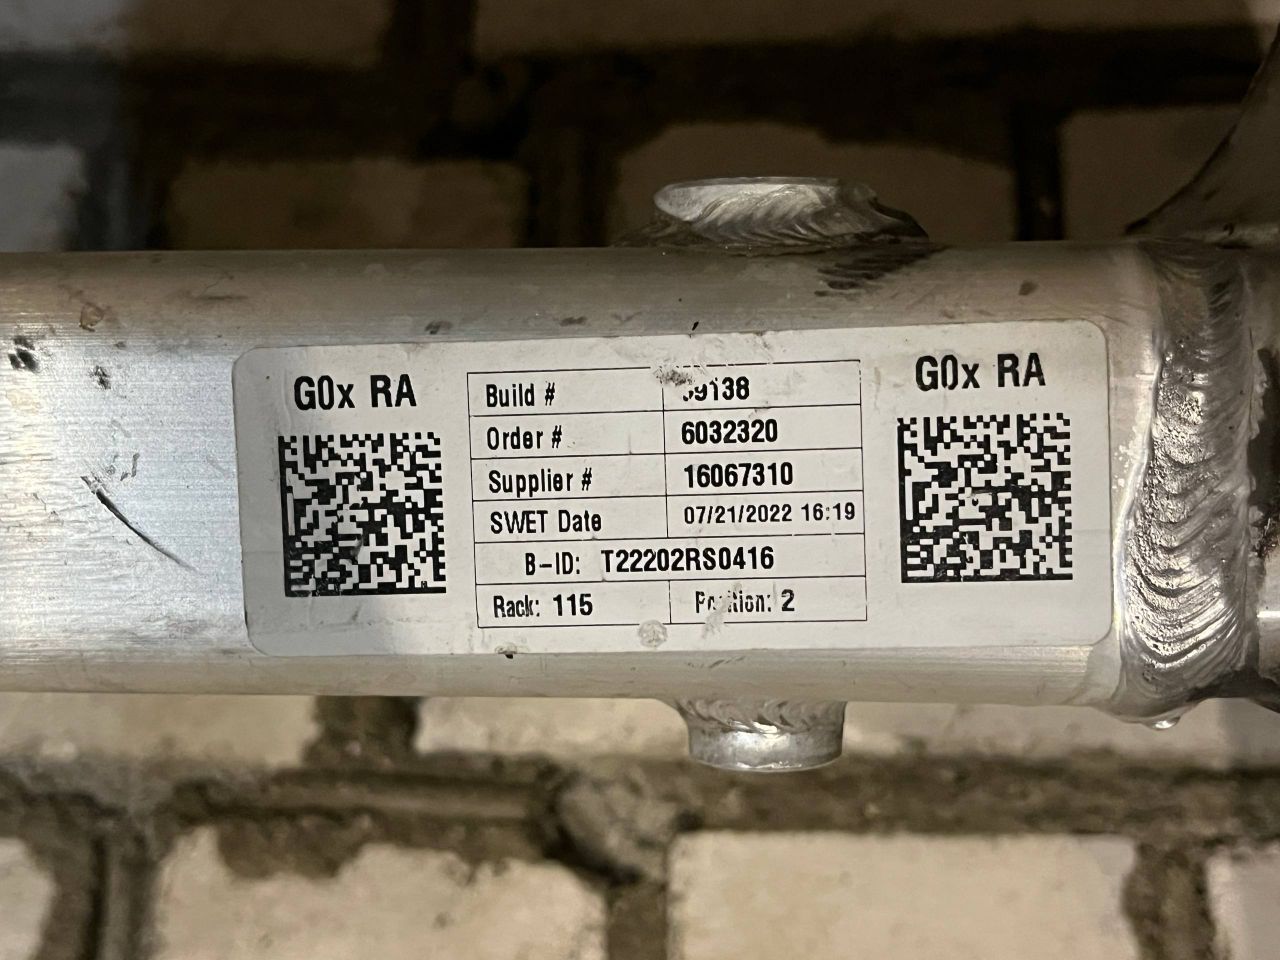 G0x RA
Build #
Order # 6032320
Supplier # 16067310
SWET Date 07/21/2022 16:19
B-ID: T22202RS0416
Rack: 115 Position: 2
G0x RA